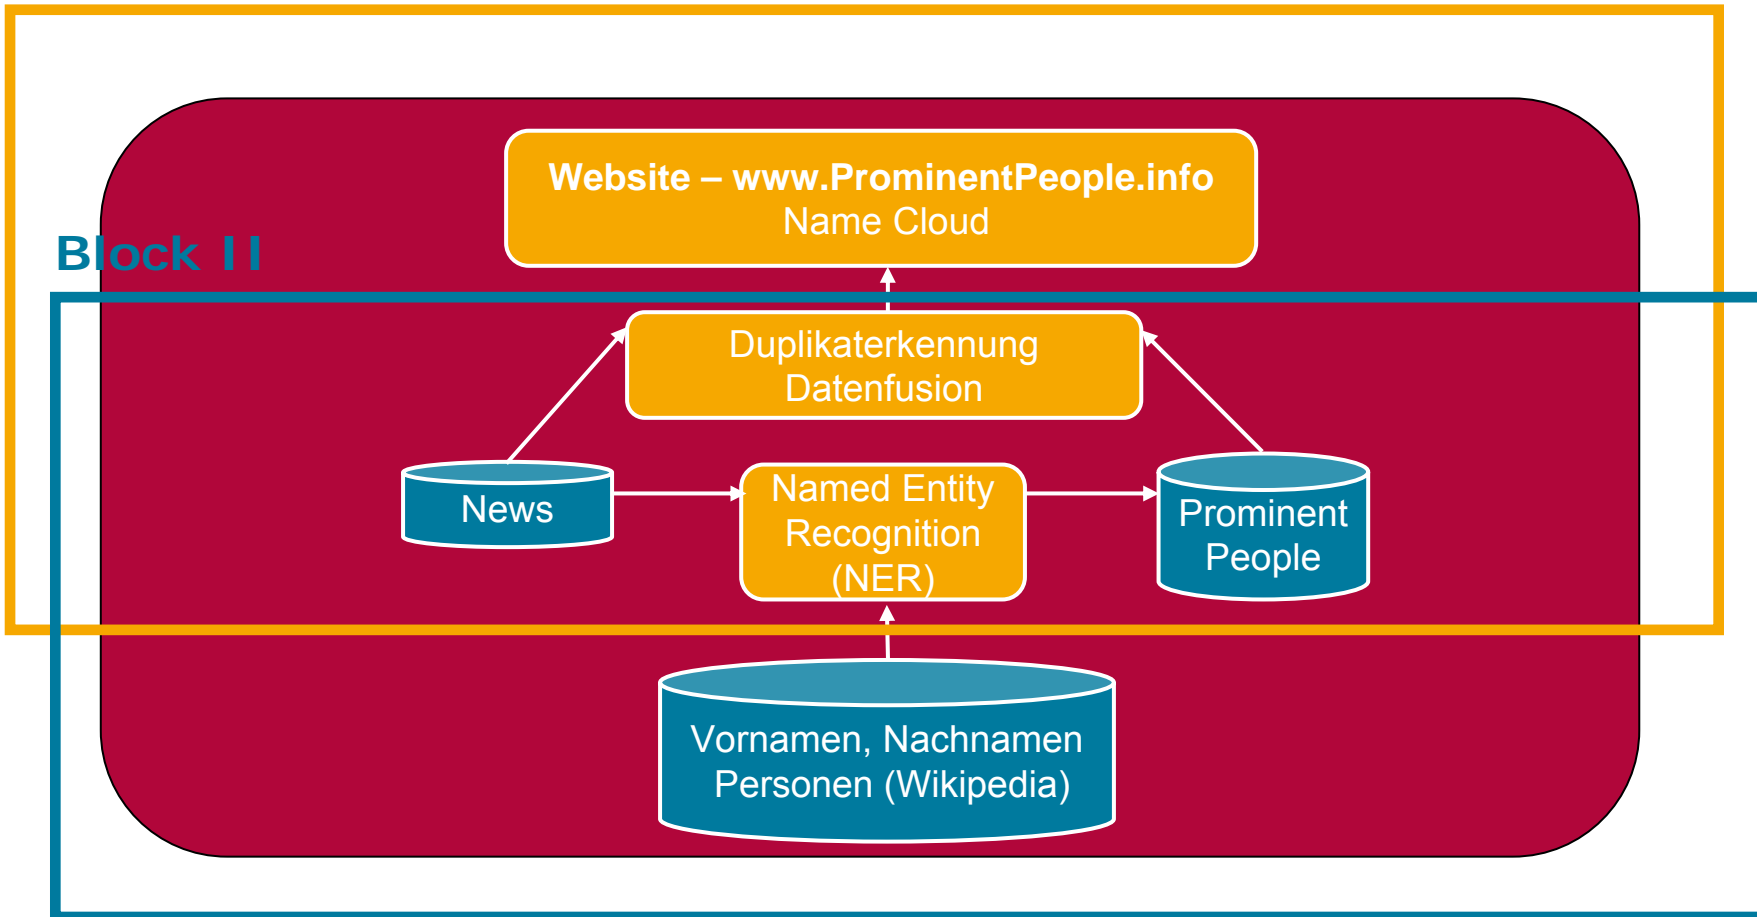 Website – www.ProminentPeople.info
Name Cloud
Block II
Duplikaterkennung
Datenfusion
News
Named Entity
Recognition
(NER)
Prominent
People
Vornamen, Nachnamen
Personen (Wikipedia)